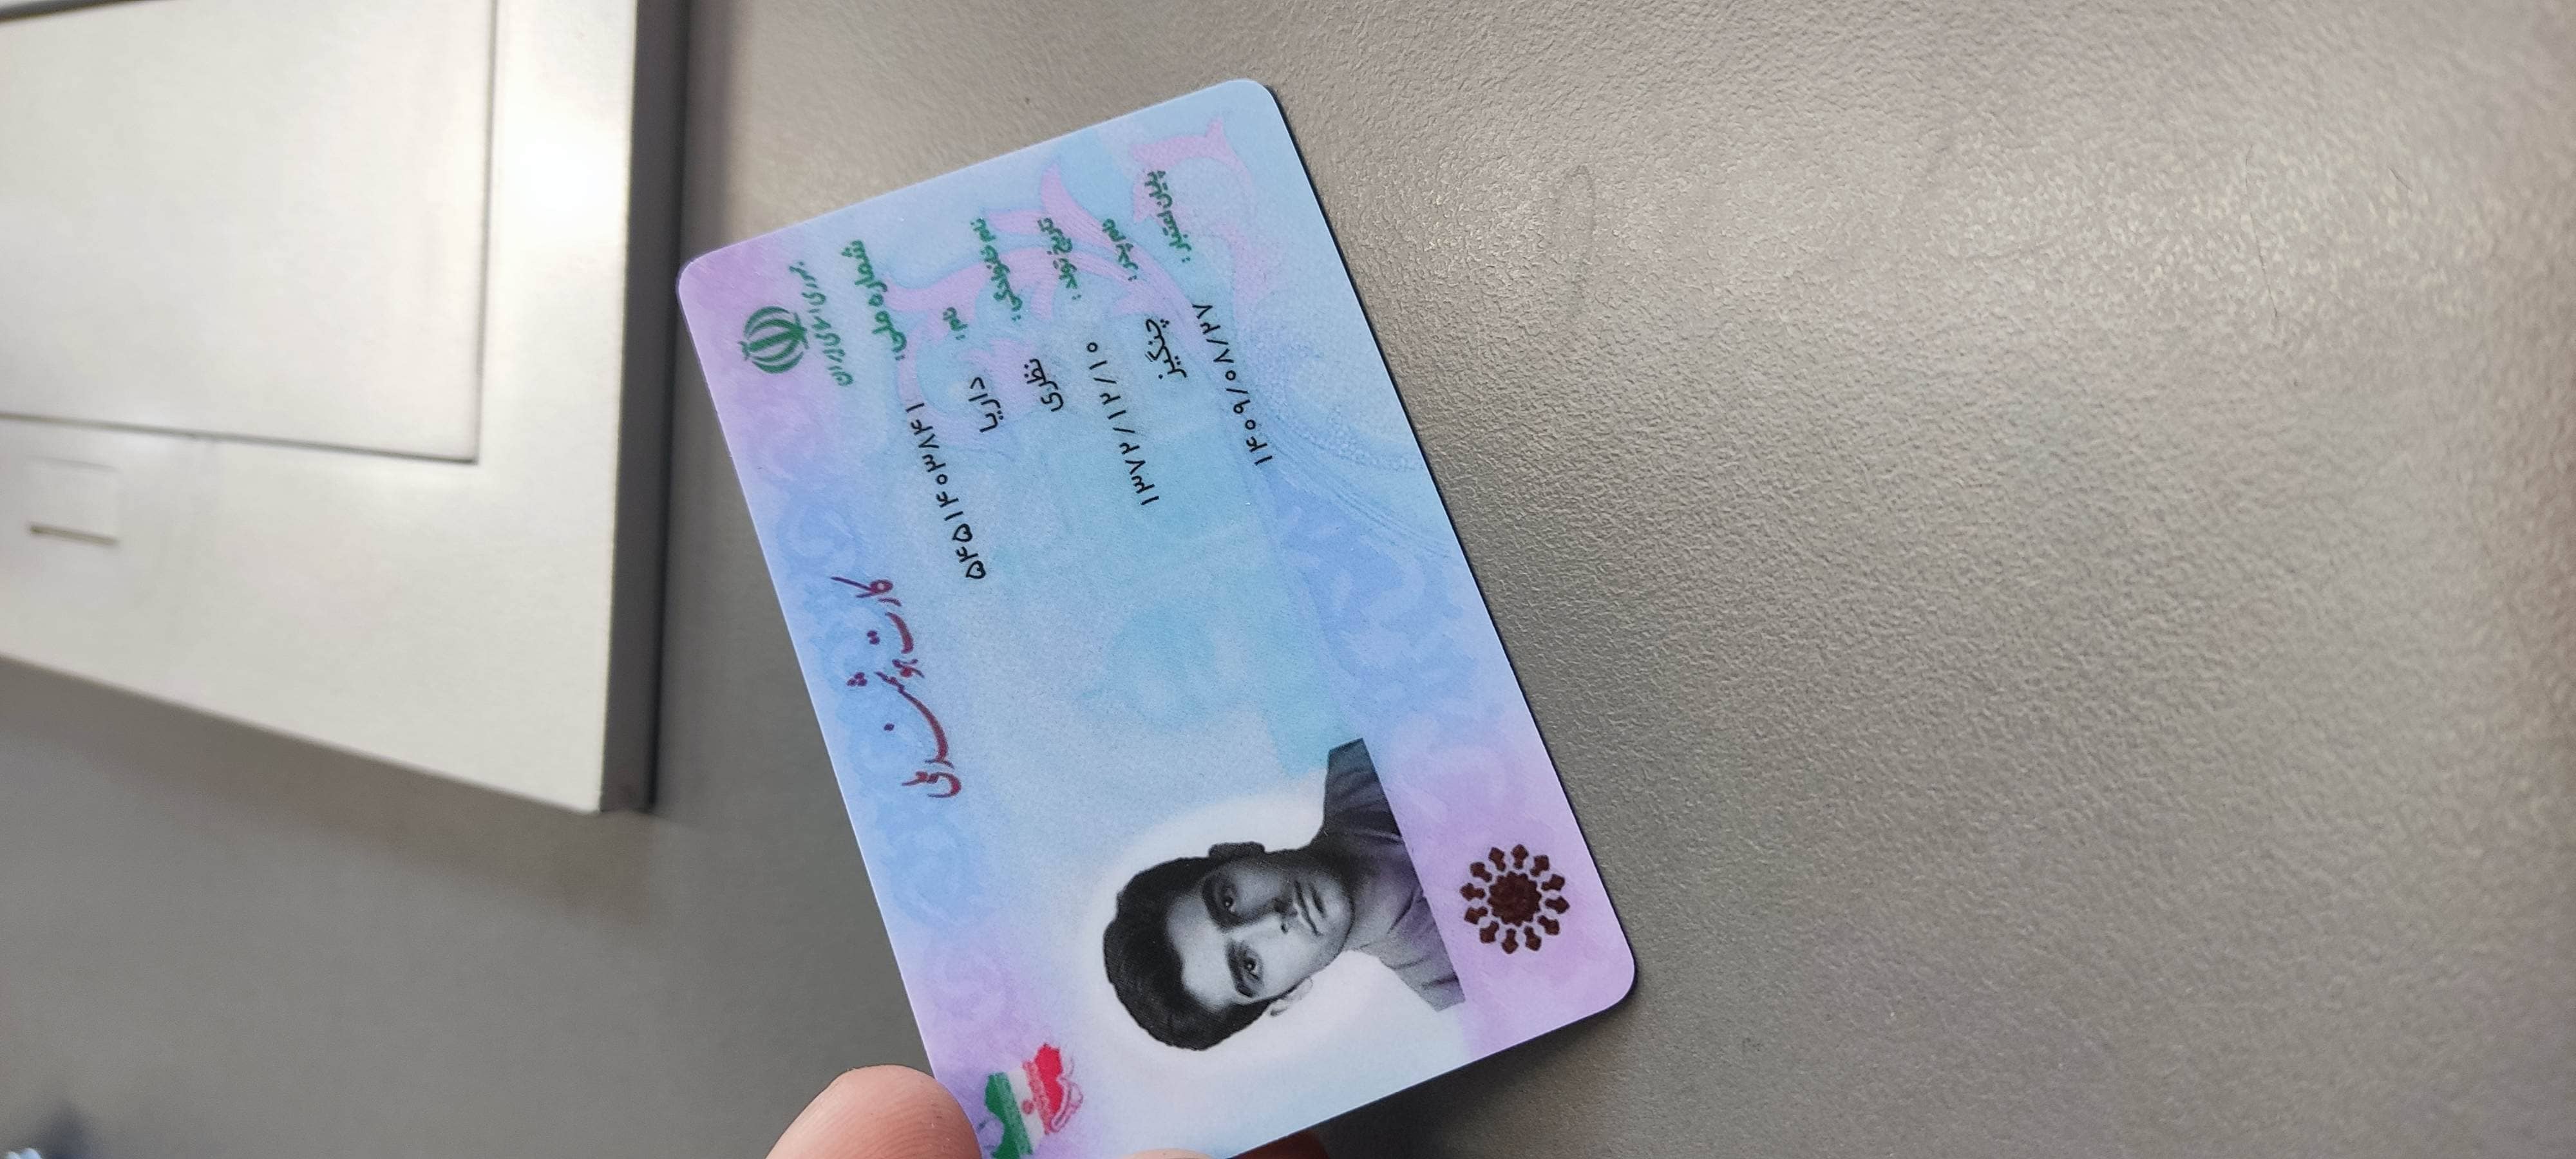 جمهوری اسلامی ایران
کارت هوشمند ملی
شماره ملی: ۵۴۵۱۴۰۳۸۴۱
نام: داریا
نام خانوادگی: نظری
تاریخ تولد: ۱۳۷۲/۱۲/۱۰
نام پدر: چنگیز
پایان اعتبار: ۱۴۰۹/۰۸/۲۷